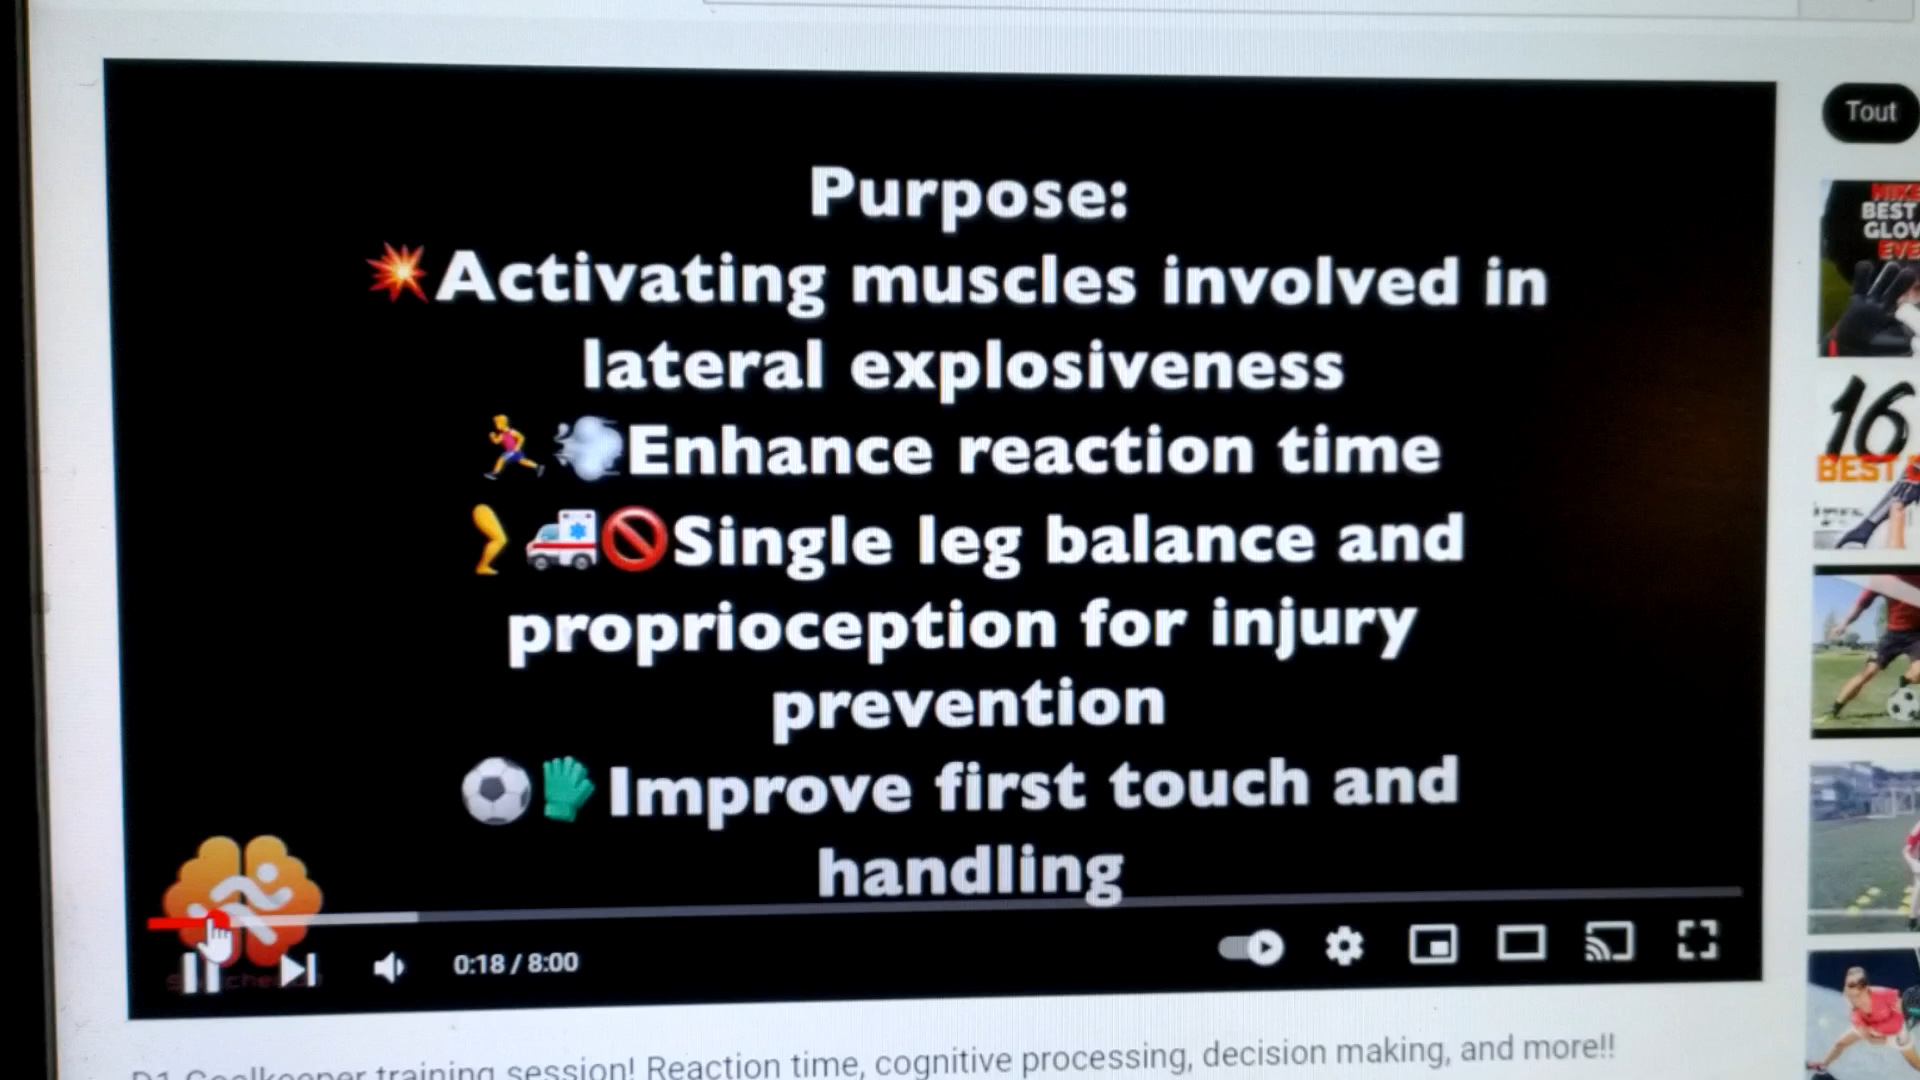 Tout
Purpose:
💥Activating muscles involved in
lateral explosiveness
🏃💨Enhance reaction time
🦵🚑🚫Single leg balance and
proprioception for injury
prevention
⚽🧤Improve first touch and
handling
0:18 / 8:00
D1 Goalkeeper training session! Reaction time, cognitive processing, decision making, and more!!
BEST
16
BEST